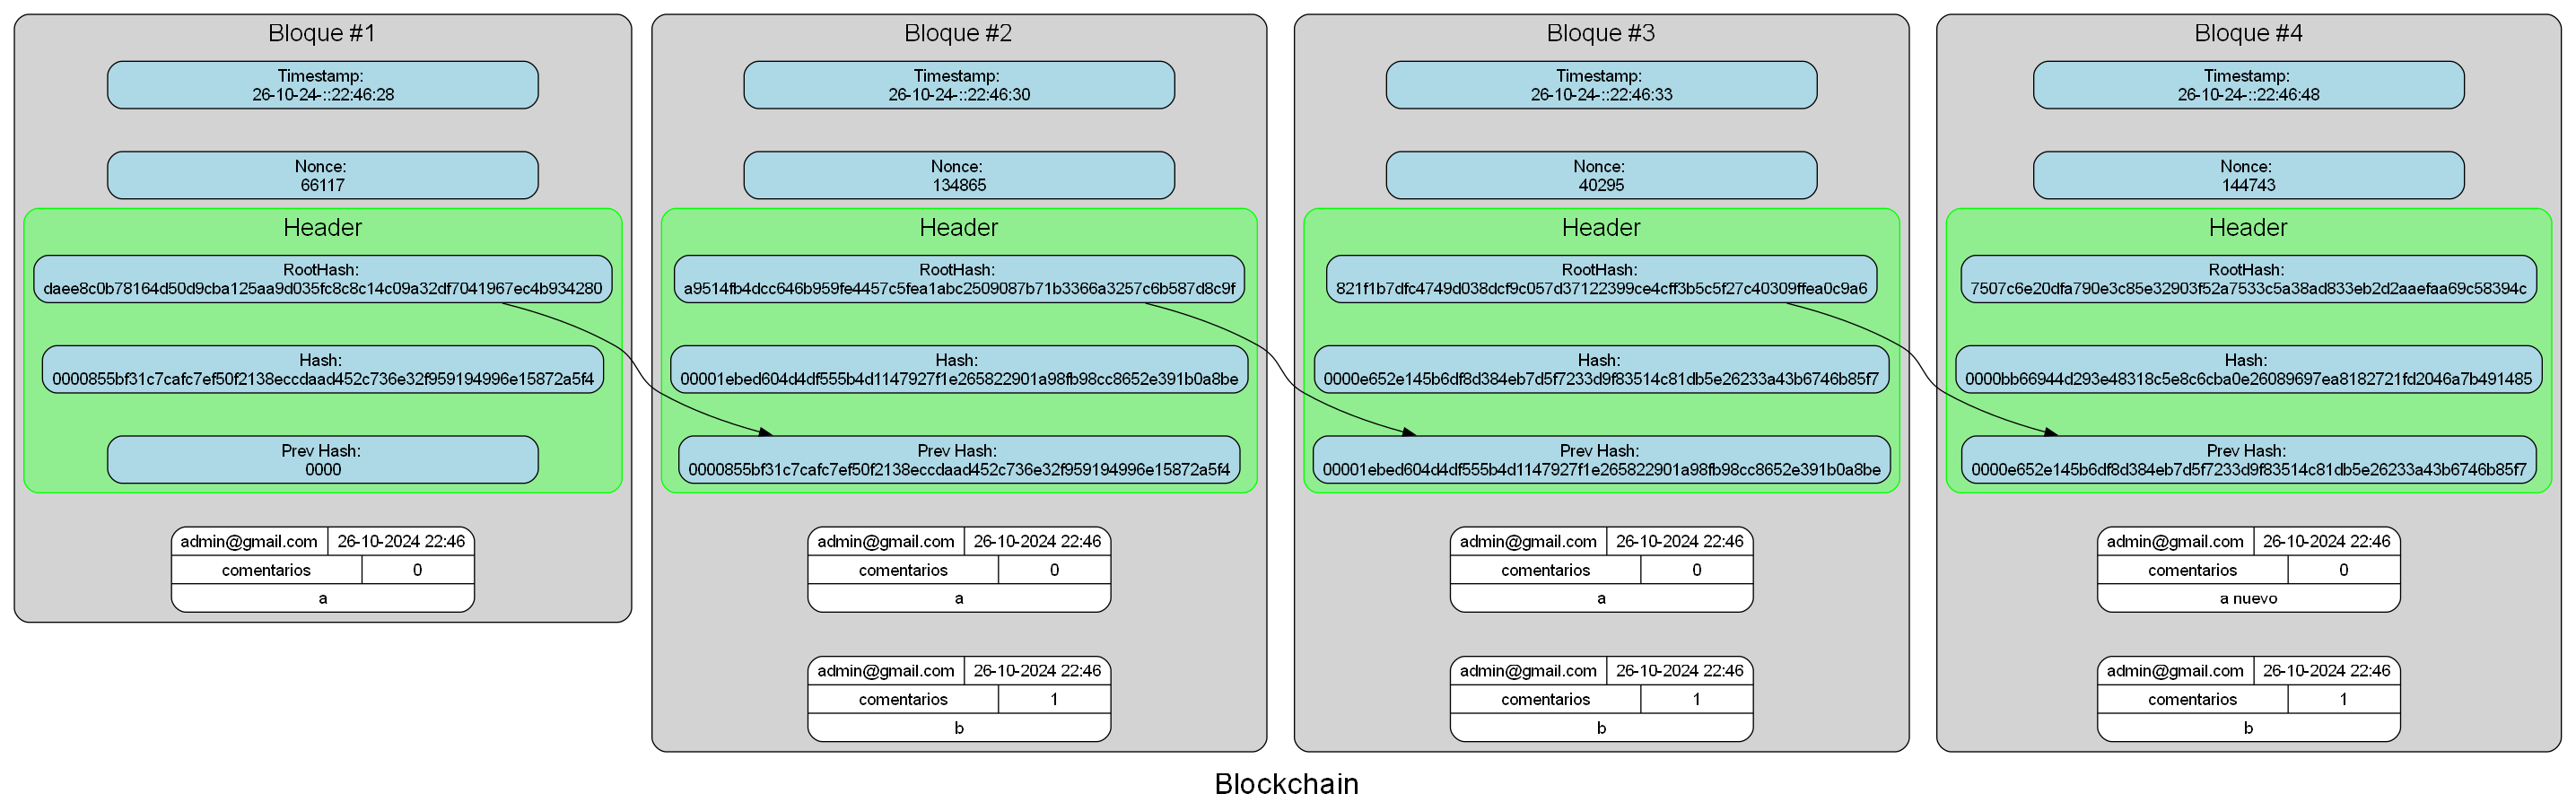 Bloque #1
Timestamp:
26-10-24-::22:46:28
Nonce:
66117
Header
RootHash:
daee8c0b78164d50d9cba125aa9d035fc8c8c14c09a32df7041967ec4b934280
Hash:
0000855bf31c7cafc7ef50f2138eccdaad452c736e32f959194996e15872a5f4
Prev Hash:
0000
admin@gmail.com 26-10-2024 22:46
comentarios 0
a
Bloque #2
Timestamp:
26-10-24-::22:46:30
Nonce:
134865
Header
RootHash:
a9514fb4dcc646b959fe4457c5fea1abc2509087b71b3366a3257c6b587d8c9f
Hash:
00001ebed604d4df555b4d1147927f1e265822901a98fb98cc8652e391b0a8be
Prev Hash:
0000855bf31c7cafc7ef50f2138eccdaad452c736e32f959194996e15872a5f4
admin@gmail.com 26-10-2024 22:46
comentarios 0
a
admin@gmail.com 26-10-2024 22:46
comentarios 1
b
Bloque #3
Timestamp:
26-10-24-::22:46:33
Nonce:
40295
Header
RootHash:
821f1b7dfc4749d038dcf9c057d37122399ce4cff3b5c5f27c40309ffea0c9a6
Hash:
0000e652e145b6df8d384eb7d5f7233d9f83514c81db5e26233a43b6746b85f7
Prev Hash:
00001ebed604d4df555b4d1147927f1e265822901a98fb98cc8652e391b0a8be
admin@gmail.com 26-10-2024 22:46
comentarios 0
a
admin@gmail.com 26-10-2024 22:46
comentarios 1
b
Bloque #4
Timestamp:
26-10-24-::22:46:48
Nonce:
144743
Header
RootHash:
7507c6e20dfa790e3c85e32903f52a7533c5a38ad833eb2d2aaefaa69c58394c
Hash:
0000bb66944d293e48318c5e8c6cba0e26089697ea8182721fd2046a7b491485
Prev Hash:
0000e652e145b6df8d384eb7d5f7233d9f83514c81db5e26233a43b6746b85f7
admin@gmail.com 26-10-2024 22:46
comentarios 0
a nuevo
admin@gmail.com 26-10-2024 22:46
comentarios 1
b
Blockchain